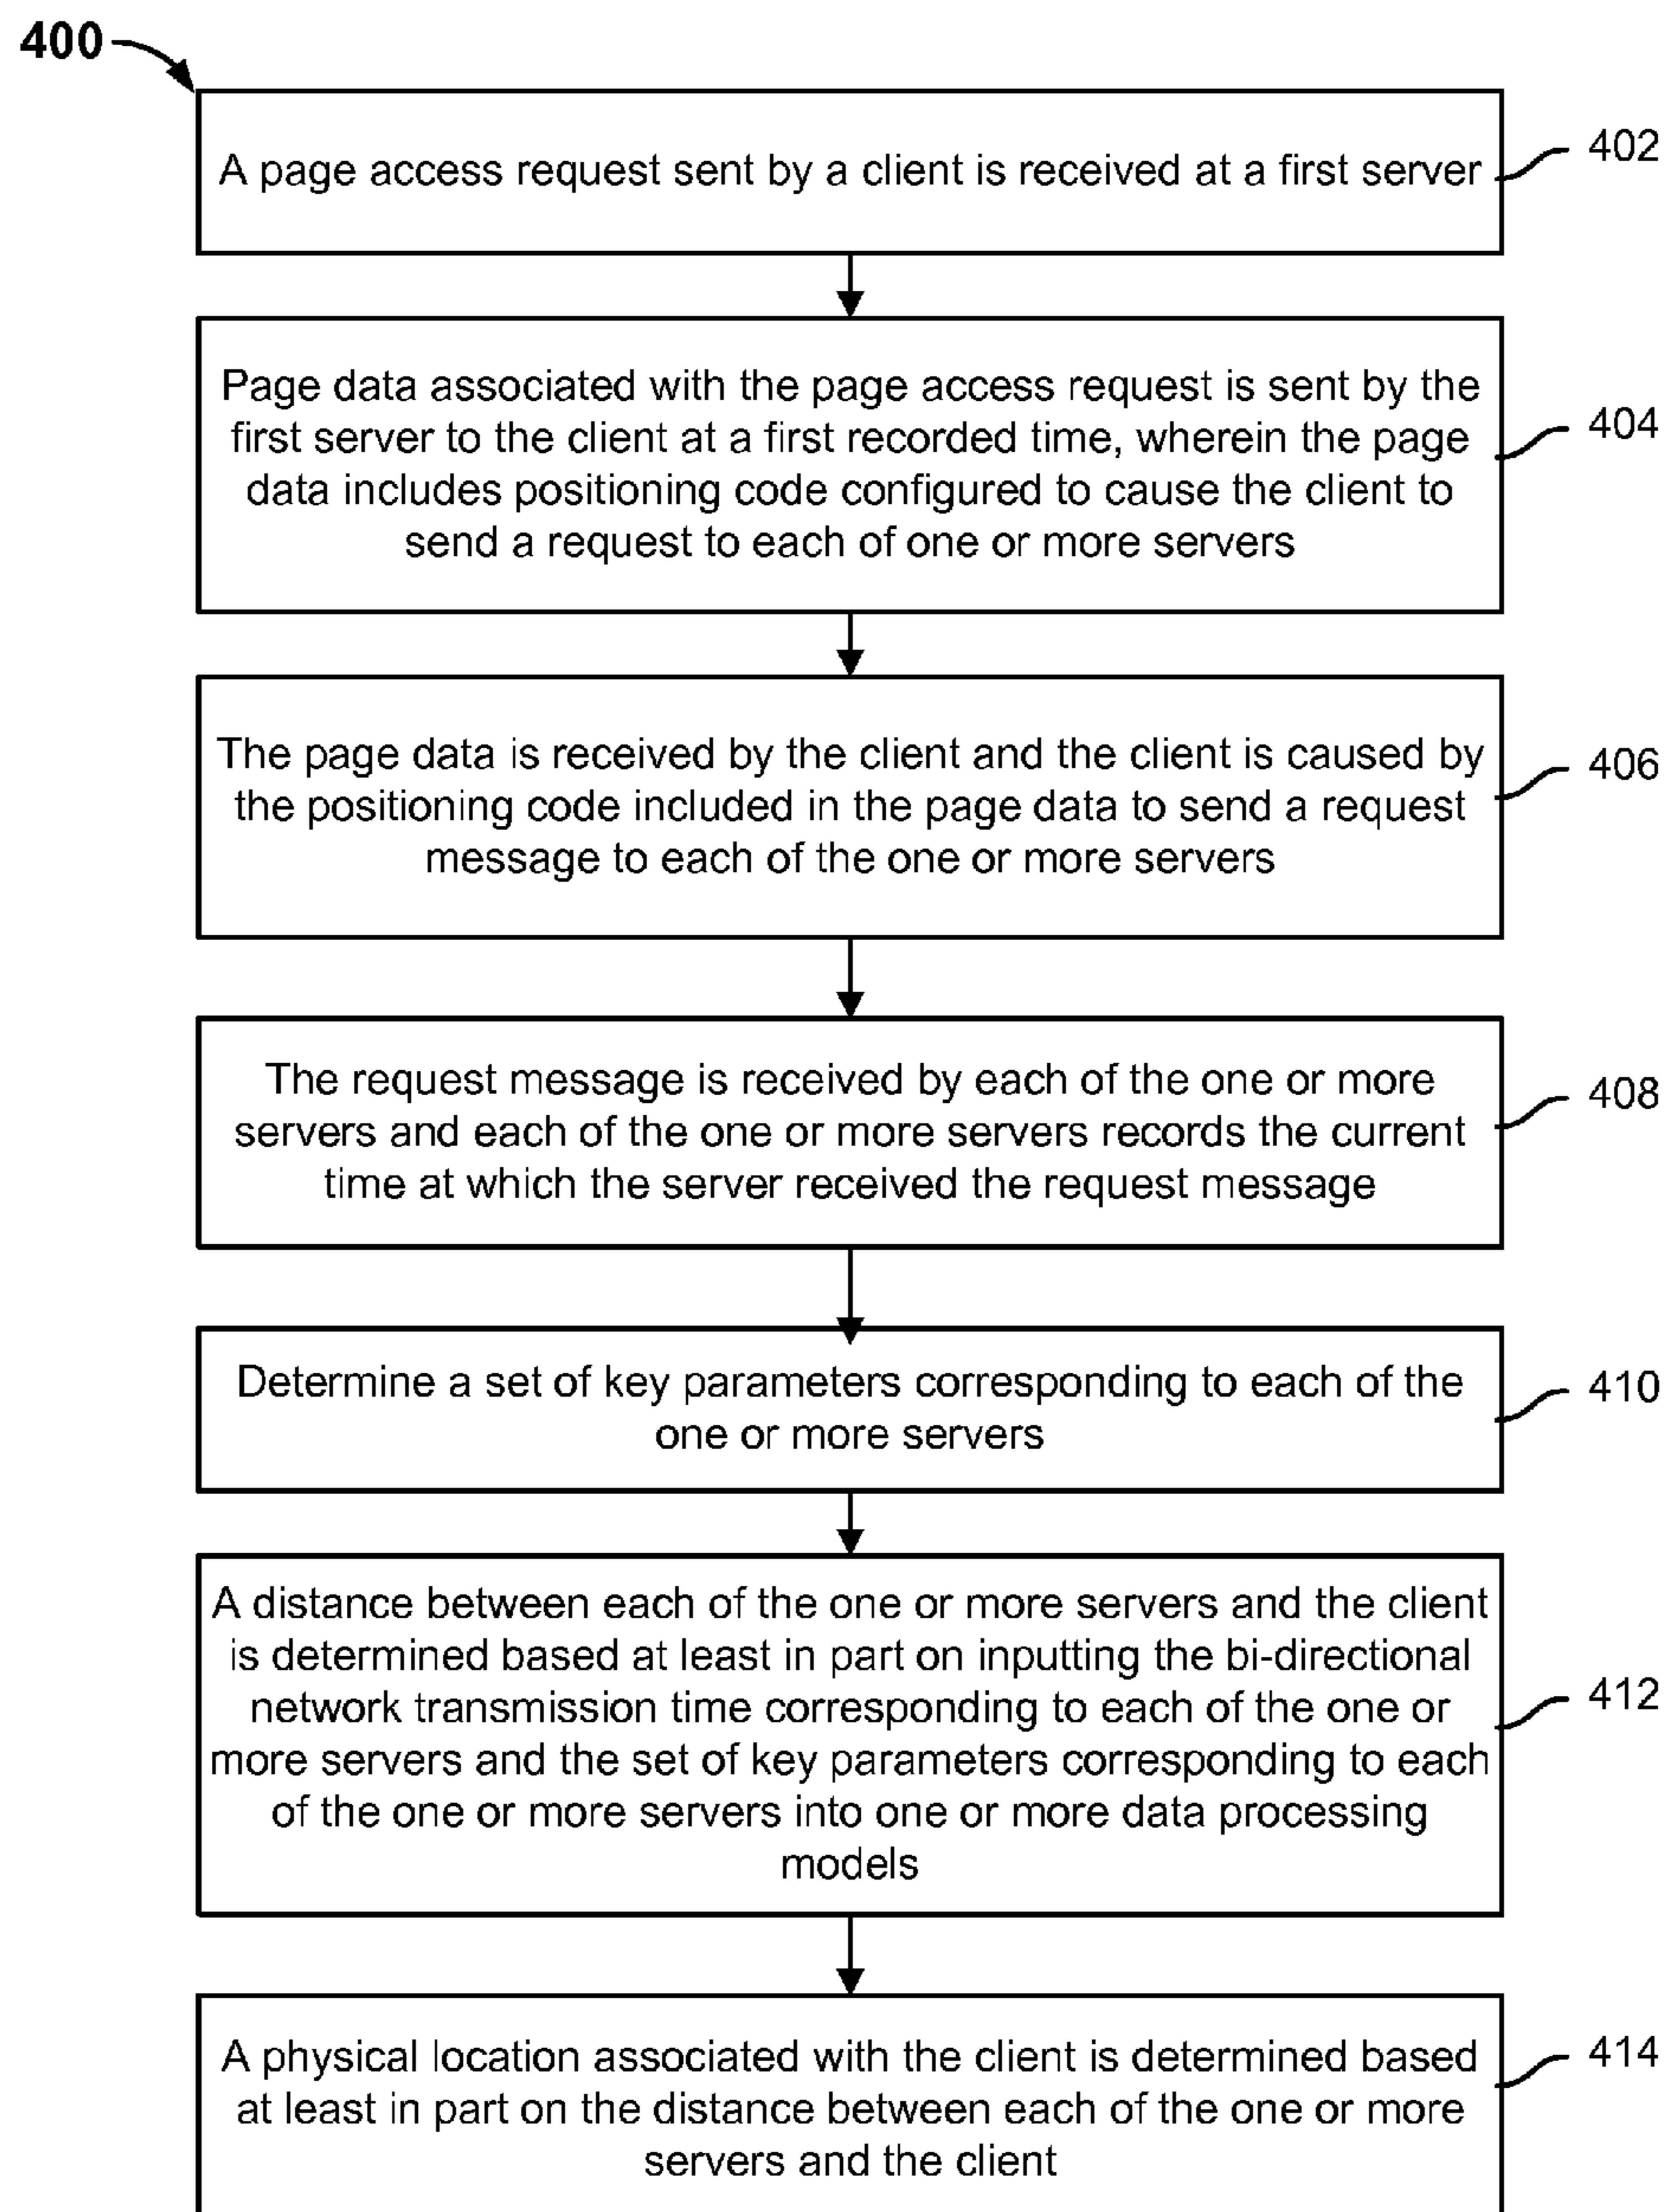 400
A page access request sent by a client is received at a first server
402
Page data associated with the page access request is sent by the
first server to the client at a first recorded time, wherein the page
data includes positioning code configured to cause the client to
send a request to each of one or more servers
404
The page data is received by the client and the client is caused by
the positioning code included in the page data to send a request
message to each of the one or more servers
406
The request message is received by each of the one or more
servers and each of the one or more servers records the current
time at which the server received the request message
408
Determine a set of key parameters corresponding to each of the
one or more servers
410
A distance between each of the one or more servers and the client
is determined based at least in part on inputting the bi-directional
network transmission time corresponding to each of the one or
more servers and the set of key parameters corresponding to each
of the one or more servers into one or more data processing
models
412
A physical location associated with the client is determined based
at least in part on the distance between each of the one or more
servers and the client
414